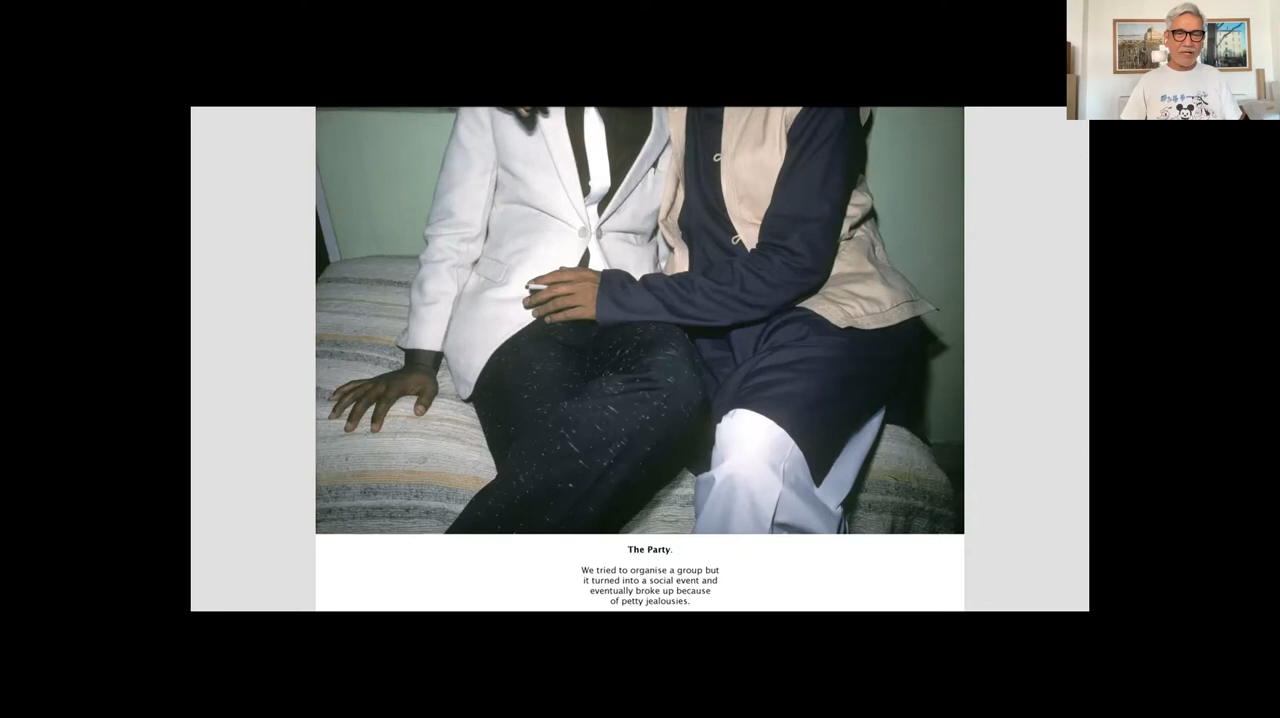 The Party.
We tried to organise a group but
it turned into a social event and
eventually broke up because
of petty jealousies.